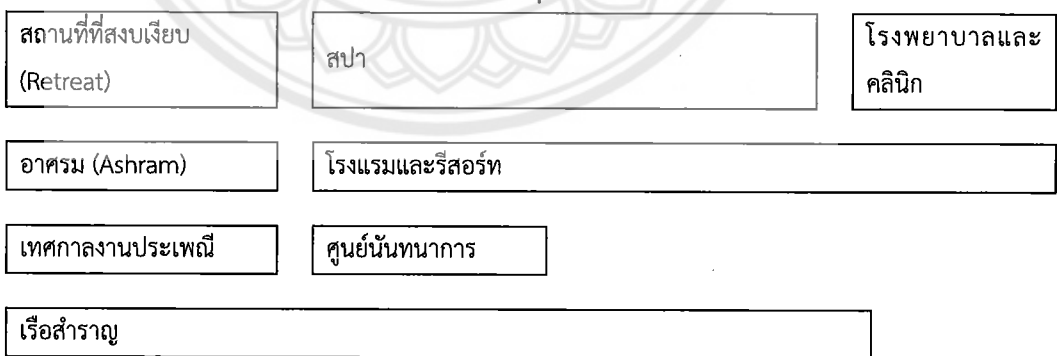 สถานที่ที่สงบเงียบ
(Retreat)
สปา
โรงพยาบาลและ
คลินิก
อาศรม (Ashram)
โรงแรมและรีสอร์ท
เทศกาลงานประเพณี
ศูนย์นันทนาการ
เรือสำราญ